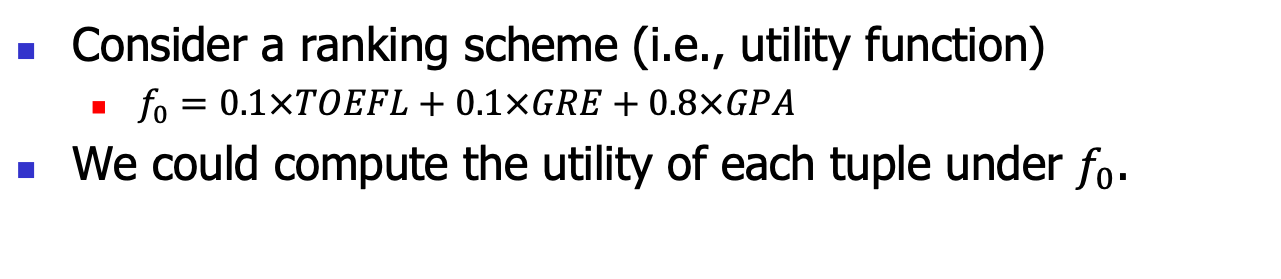 Consider a ranking scheme (i.e., utility function)
f₀ = 0.1×TOEFL + 0.1×GRE + 0.8×GPA
We could compute the utility of each tuple under f₀.